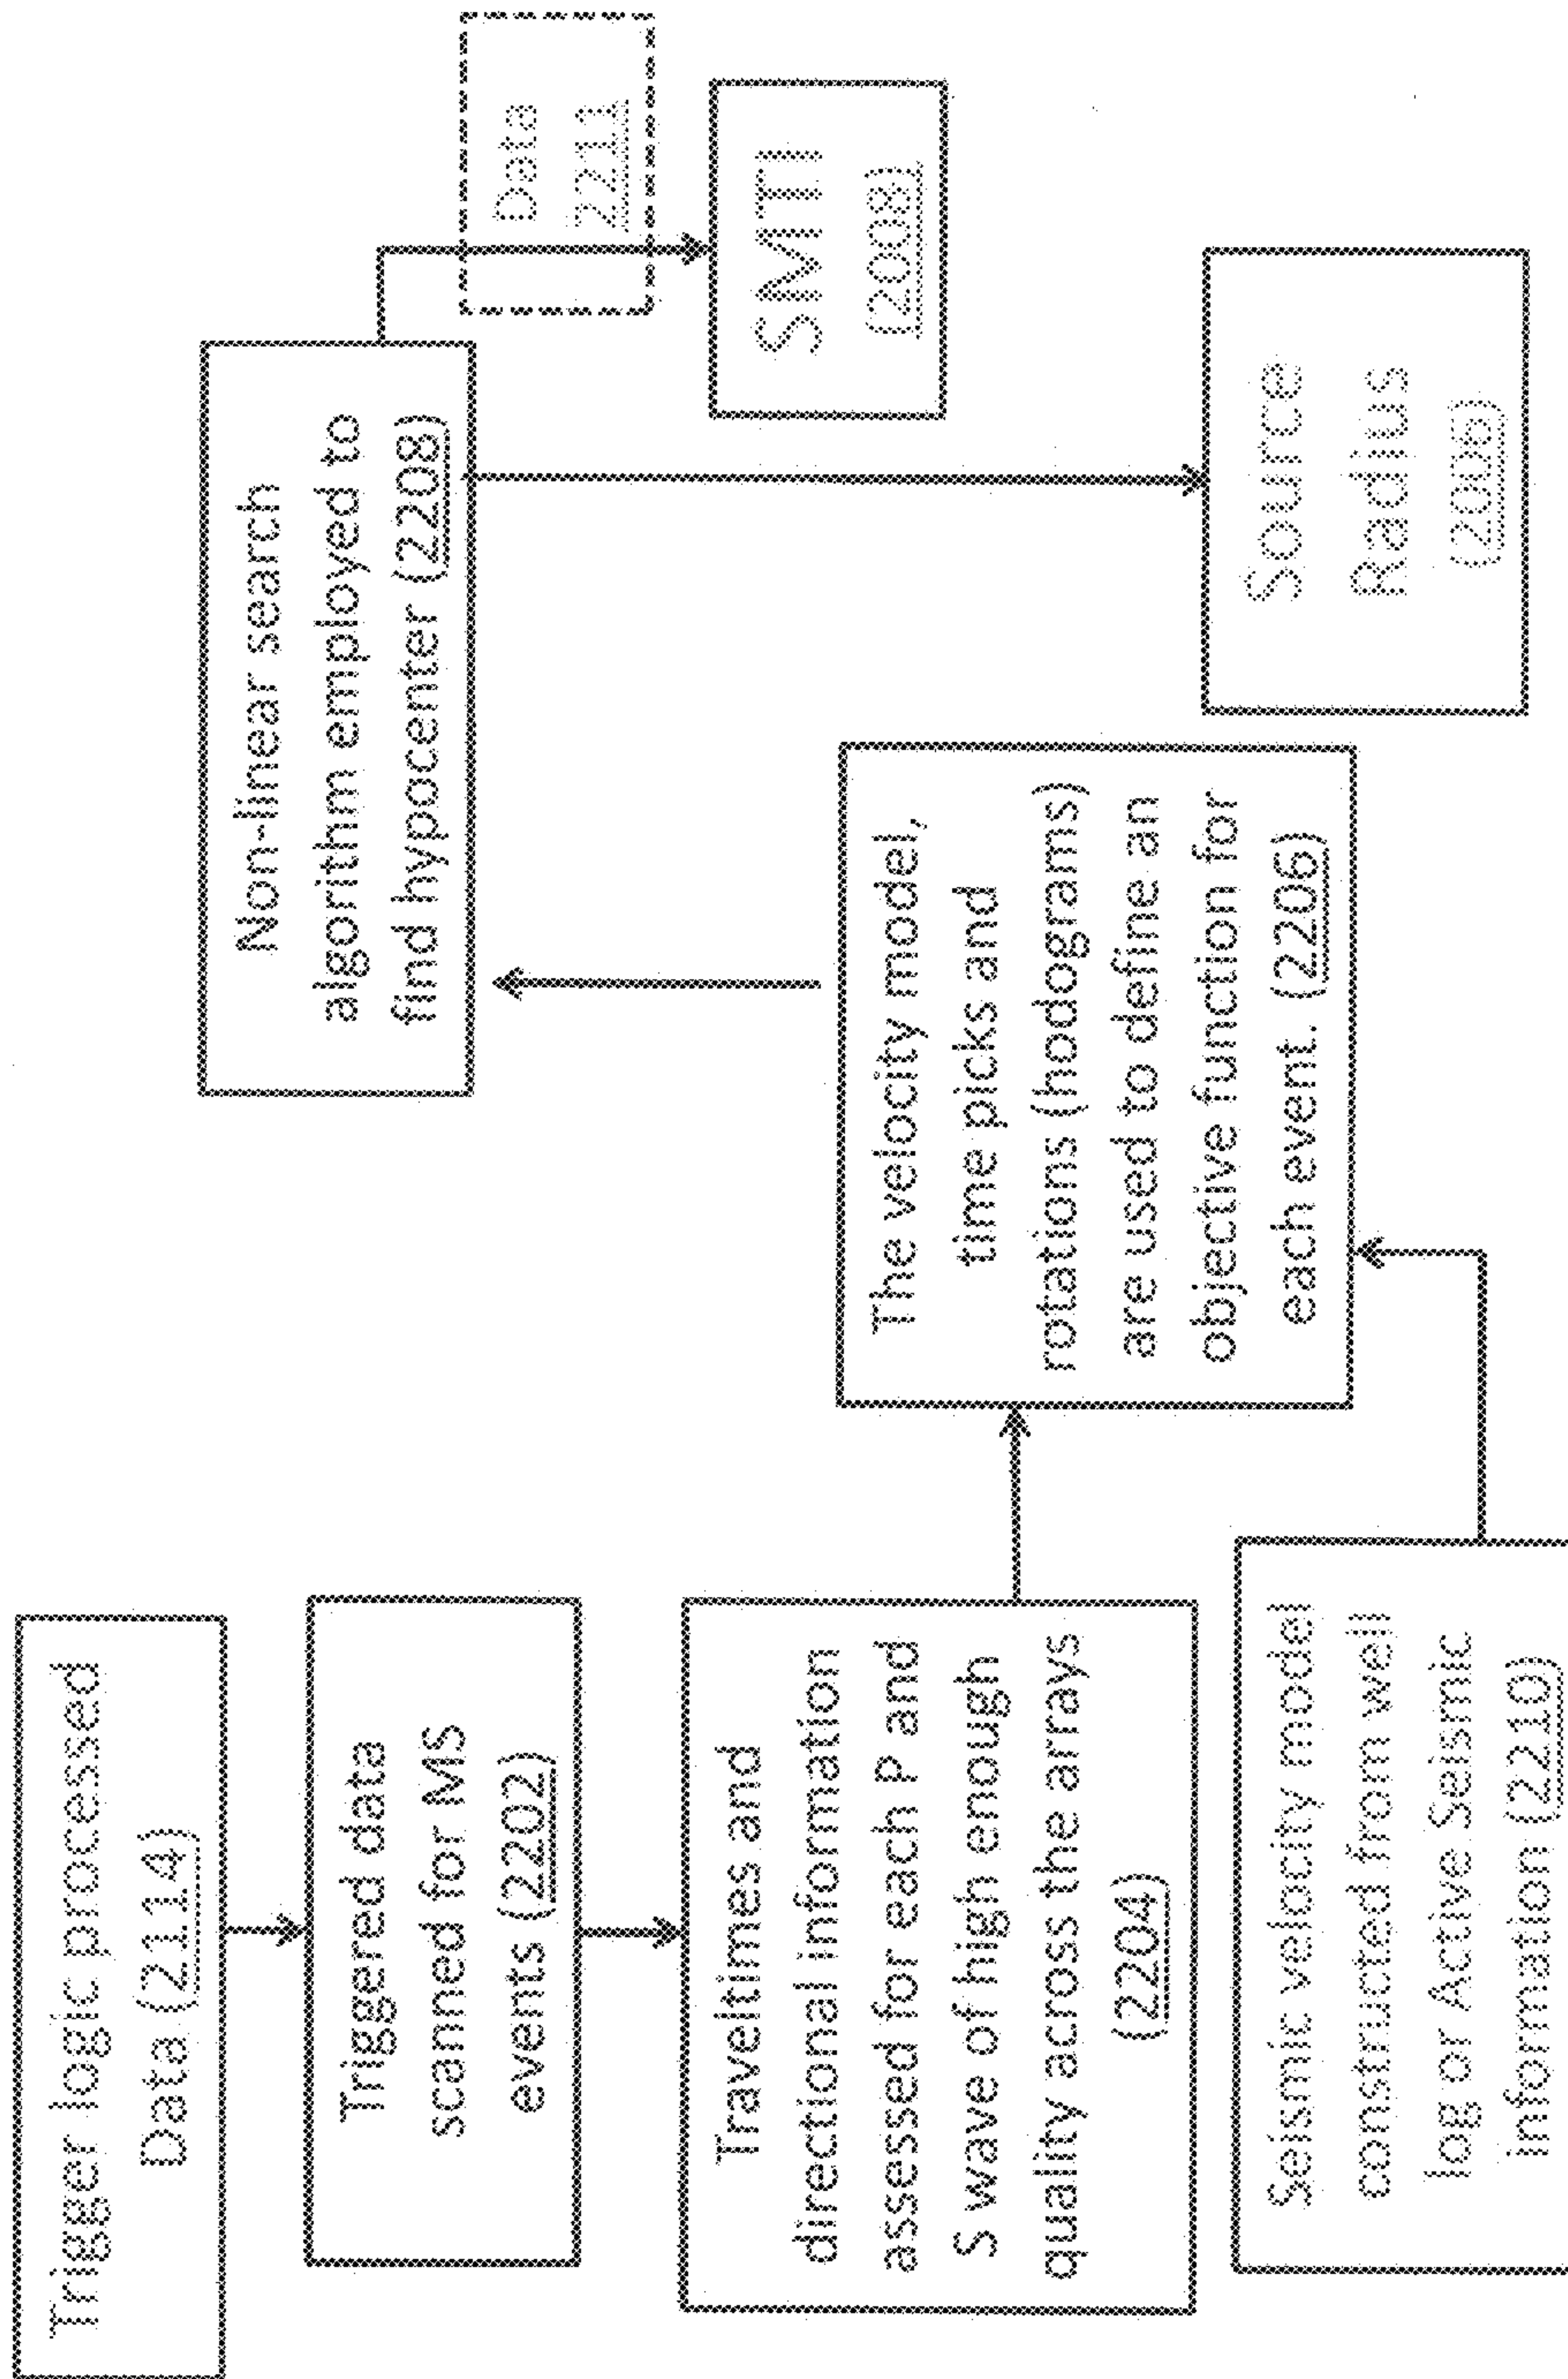 Trigger logic processed
Data (2114)
Triggered data
scanned for MS
events (2202)
Traveltimes and
directional information
assessed for each P and
S wave of high enough
quality across the arrays
(2204)
Seismic velocity model
constructed from well
log or Active Seismic
information (2210)
The velocity model,
time picks and
rotations (hodograms)
are used to define an
objective function for
each event. (2206)
Non-linear search
algorithm employed to
find hypocenter (2208)
Data
2211
SMTI
(2008)
Source
Radius
(2006)